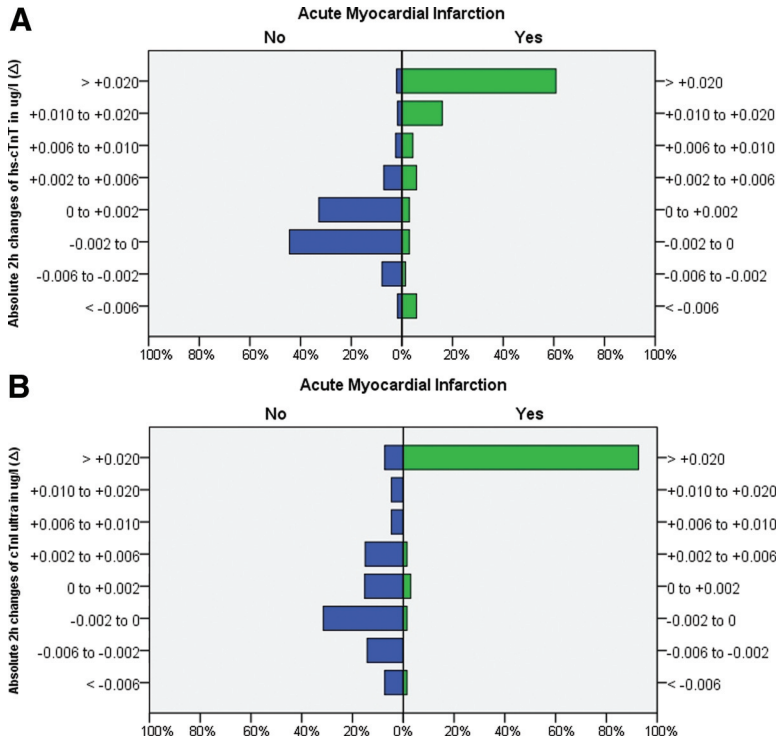 A
Acute Myocardial Infarction
No Yes
Absolute 2h changes of hs-cTnT in ug/l (Δ)
> +0.020 > +0.020
+0.010 to +0.020 +0.010 to +0.020
+0.006 to +0.010 +0.006 to +0.010
+0.002 to +0.006 +0.002 to +0.006
0 to +0.002 0 to +0.002
-0.002 to 0 -0.002 to 0
-0.006 to -0.002 -0.006 to -0.002
< -0.006 < -0.006
100% 80% 60% 40% 20% 0% 20% 40% 60% 80% 100%
B
Acute Myocardial Infarction
No Yes
Absolute 2h changes of cTnI ultra in ug/l (Δ)
> +0.020 > +0.020
+0.010 to +0.020 +0.010 to +0.020
+0.006 to +0.010 +0.006 to +0.010
+0.002 to +0.006 +0.002 to +0.006
0 to +0.002 0 to +0.002
-0.002 to 0 -0.002 to 0
-0.006 to -0.002 -0.006 to -0.002
< -0.006 < -0.006
100% 80% 60% 40% 20% 0% 20% 40% 60% 80% 100%